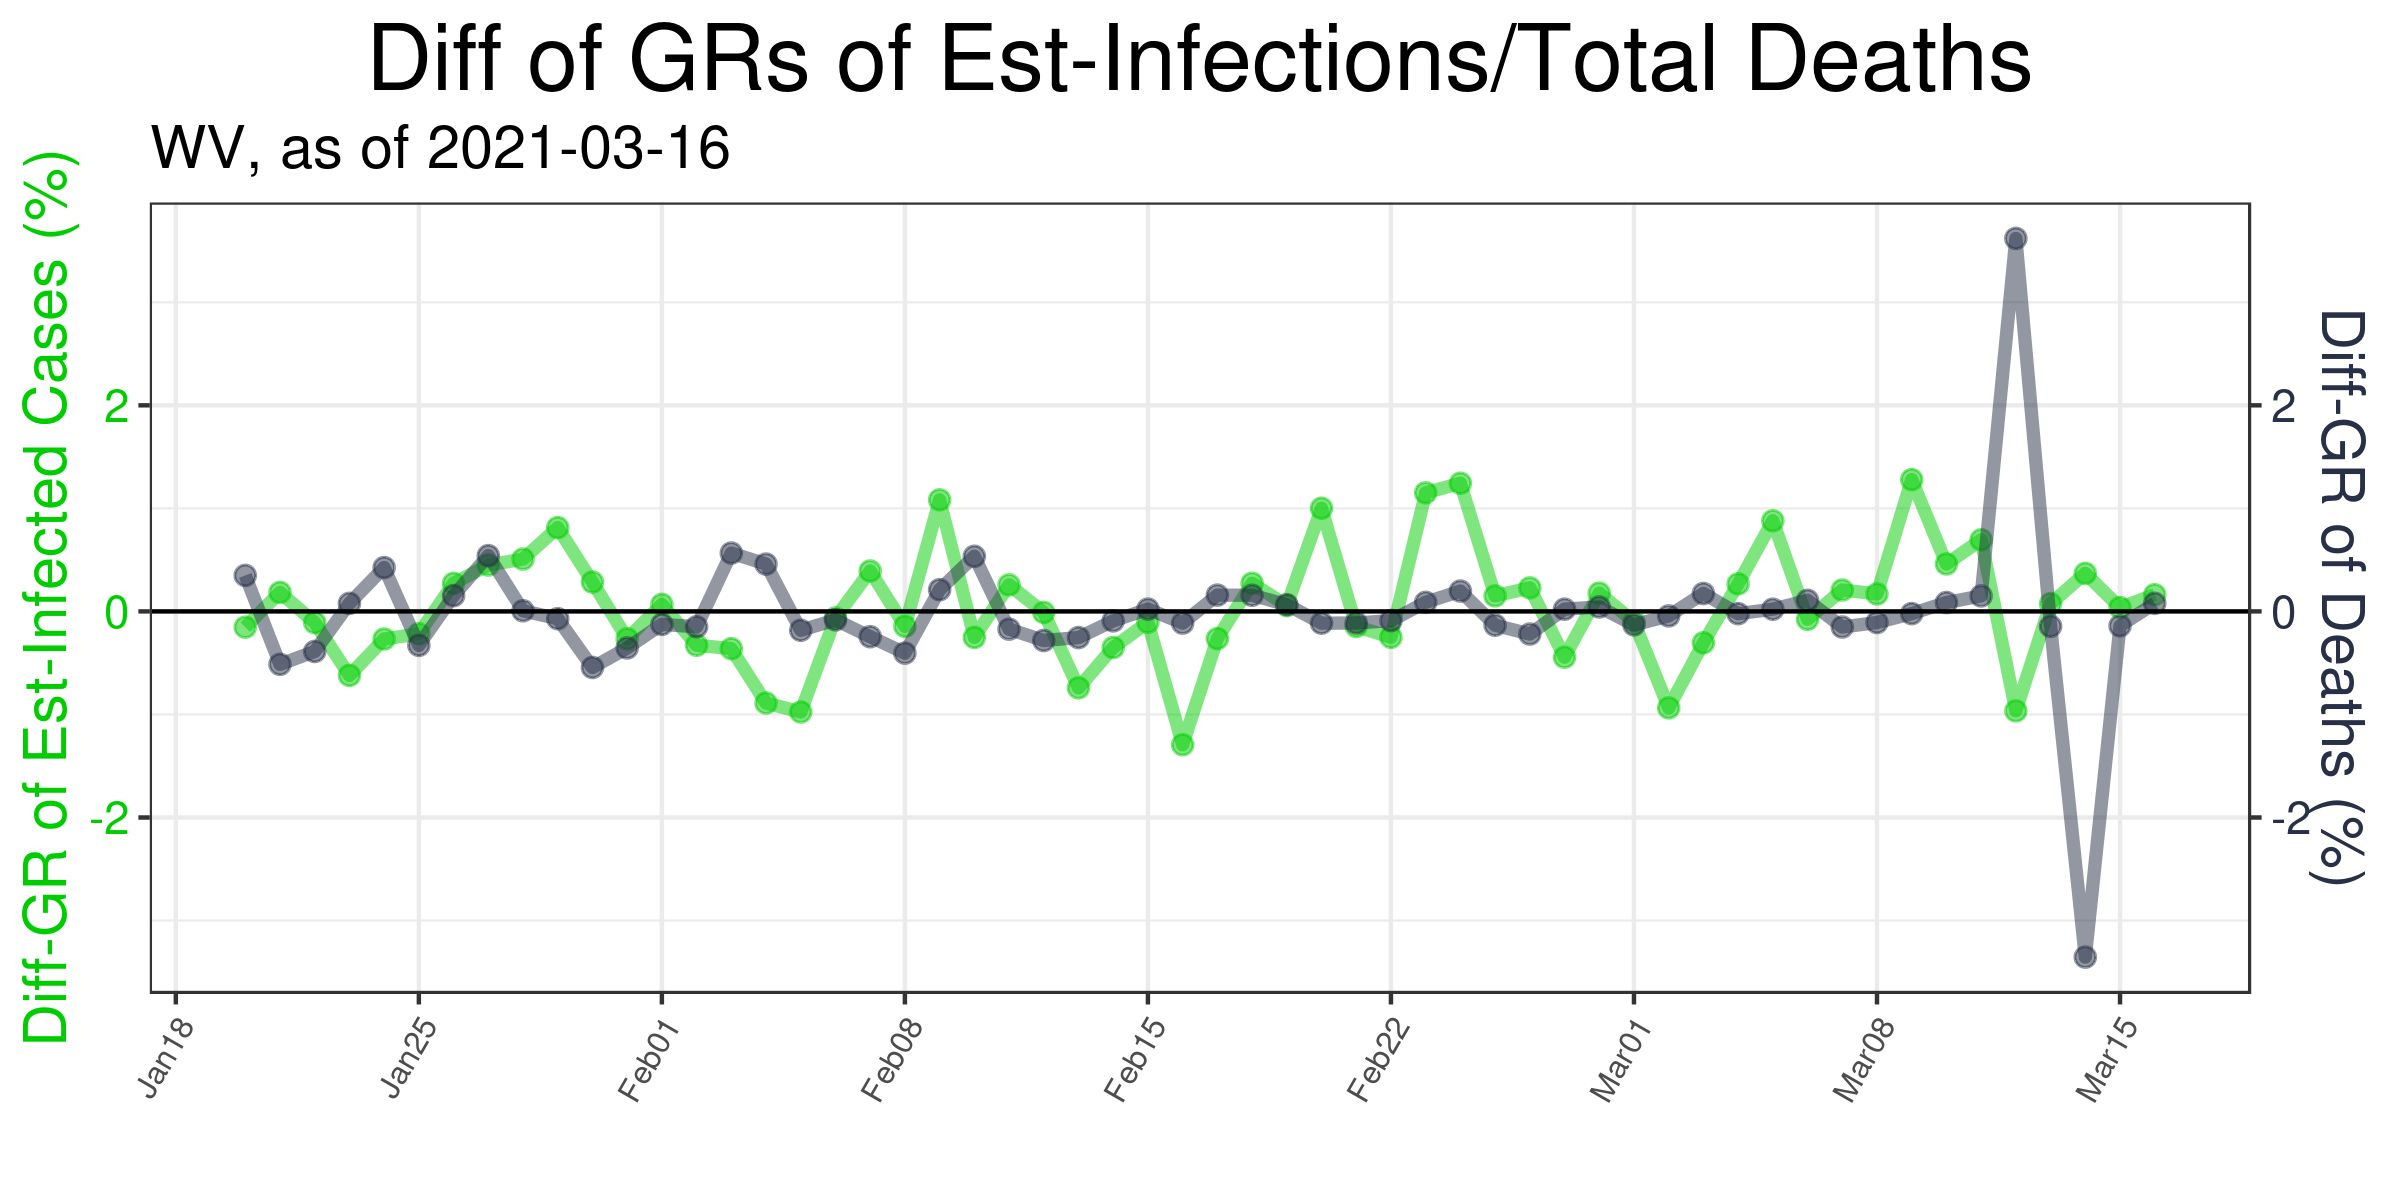 Diff of GRs of Est-Infections/Total Deaths
WV, as of 2021-03-16
Diff-GR of Est-Infected Cases (%)
2
0
-2
2
0
-2
Diff-GR of Deaths (%)
Jan18
Jan25
Feb01
Feb08
Feb15
Feb22
Mar01
Mar08
Mar15